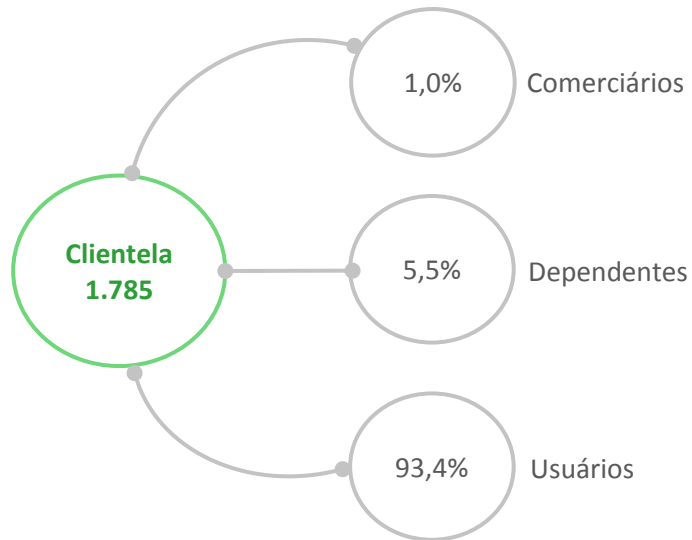 1,0% Comerciários
Clientela
1.785
5,5% Dependentes
93,4% Usuários